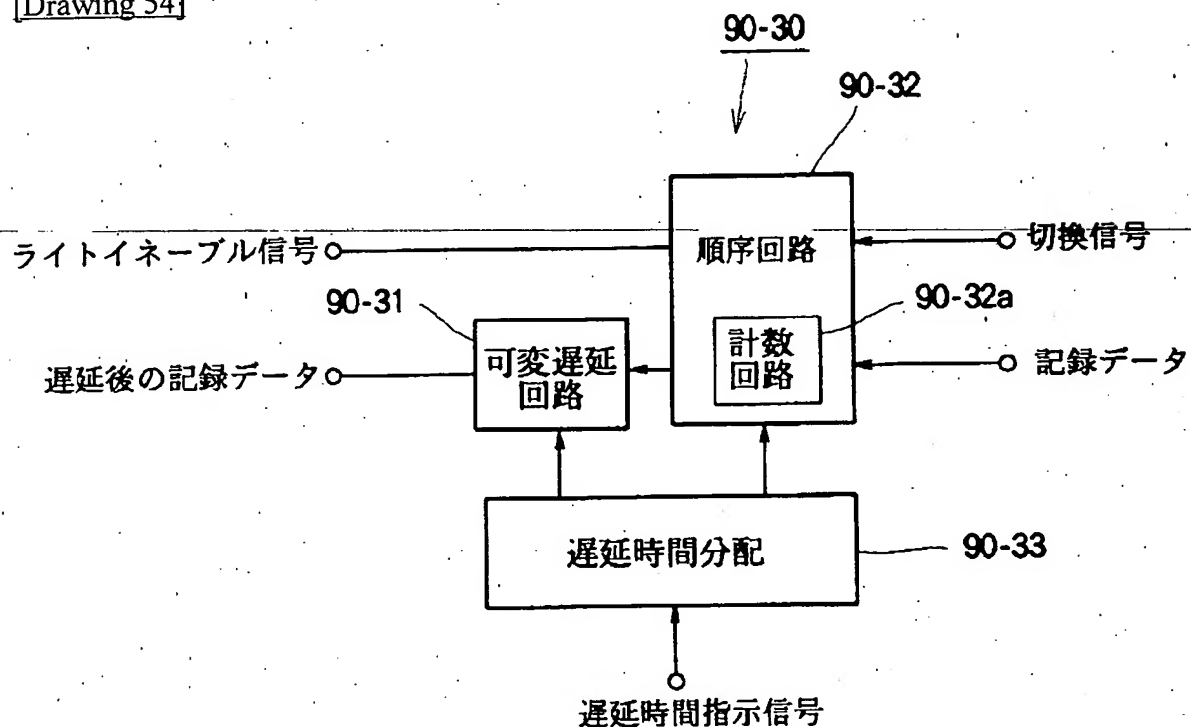 [Drawing 54]
90-30
90-32
ライトイネーブル信号
順序回路
切換信号
90-31
90-32a
遅延後の記録データ
可変遅延
回路
計数
回路
記録データ
遅延時間分配
90-33
遅延時間指示信号